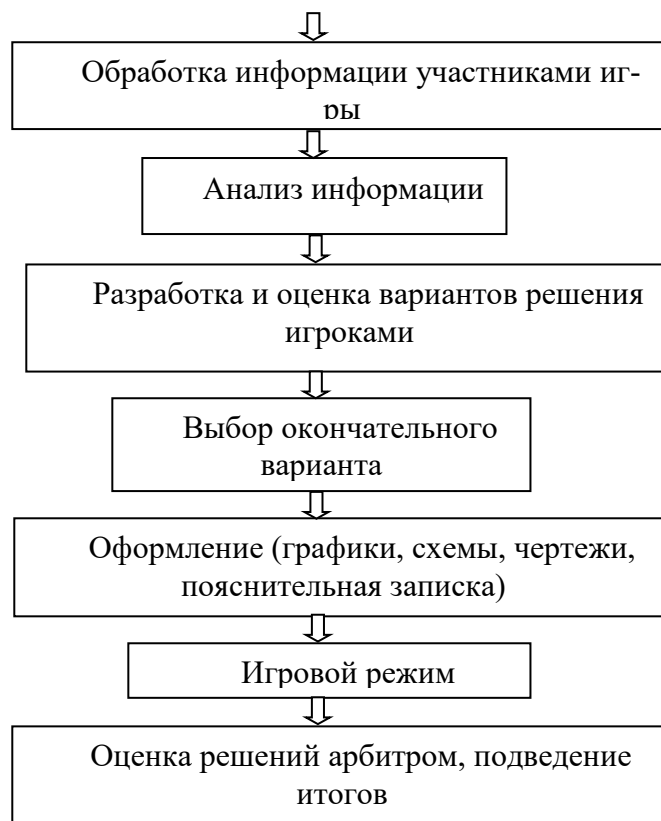 Обработка информации участниками иг-
ры
Анализ информации
Разработка и оценка вариантов решения
игроками
Выбор окончательного
варианта
Оформление (графики, схемы, чертежи,
пояснительная записка)
Игровой режим
Оценка решений арбитром, подведение
итогов